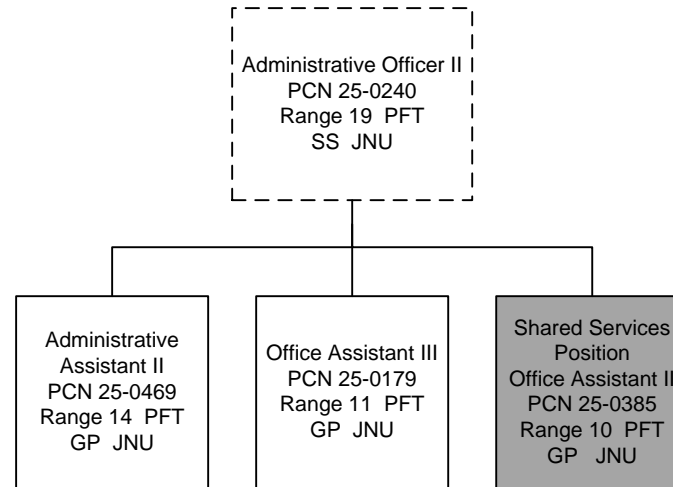 Administrative Officer II
PCN 25-0240
Range 19 PFT
SS JNU
Administrative
Assistant II
PCN 25-0469
Range 14 PFT
GP JNU
Office Assistant III
PCN 25-0179
Range 11 PFT
GP JNU
Shared Services
Position
Office Assistant II
PCN 25-0385
Range 10 PFT
GP JNU